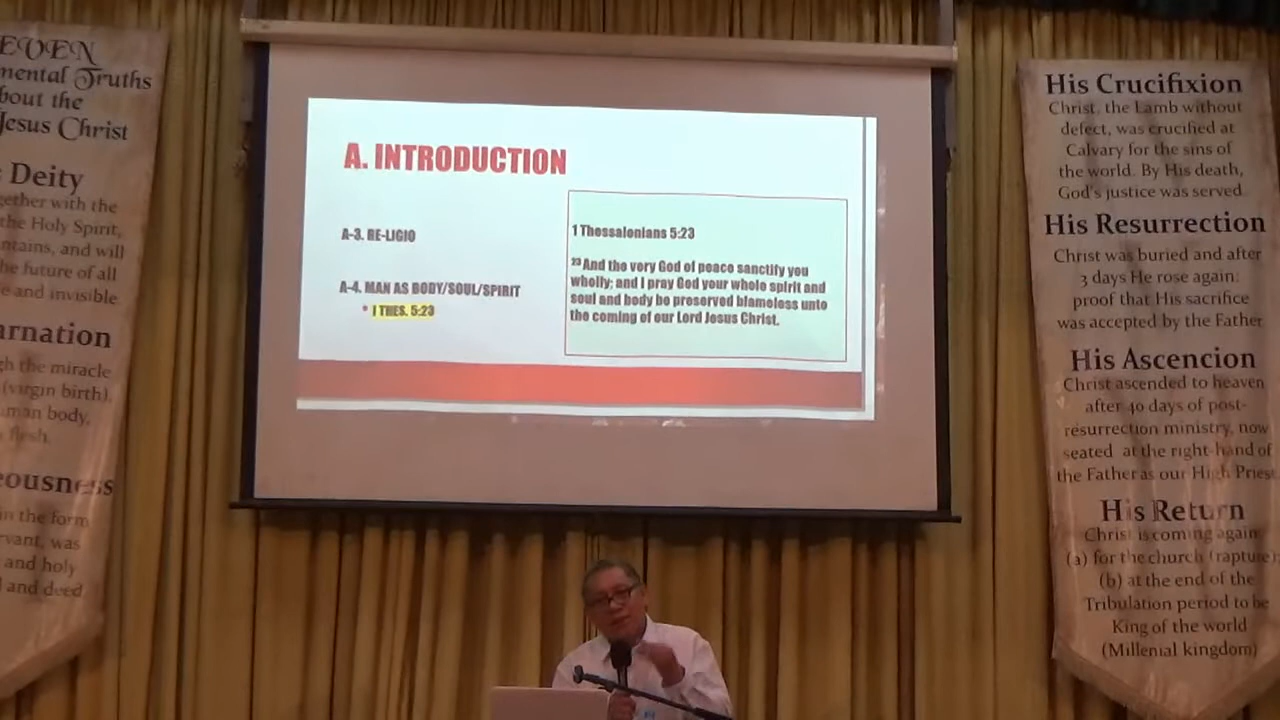 EVEN
mental Truths
bout the
Jesus Christ
Deity
gether with the
the Holy Spirit,
ntains, and will
he future of all
e and invisible
arnation
gh the miracle
(virgin birth).
uman body,
flesh.
eousness
in the form
rvant, was
and holy
and deed
A. INTRODUCTION
A-3. RE-LIGIO
A-4. MAN AS BODY/SOUL/SPIRIT
• I THES. 5:23
1 Thessalonians 5:23
23 And the very God of peace sanctify you
wholly; and I pray God your whole spirit and
soul and body be preserved blameless unto
the coming of our Lord Jesus Christ.
His Crucifixion
Christ, the Lamb without
defect, was crucified at
Calvary for the sins of
the world. By His death,
God's justice was served.
His Resurrection
Christ was buried and after
3 days He rose again:
proof that His sacrifice
was accepted by the Father
His Ascencion
Christ ascended to heaven
after 40 days of post-
resurrection ministry, now
seated at the right-hand of
the Father as our High Pries
His Return
Christ is coming again
(a) for the church (rapture)
(b) at the end of the
Tribulation period to be
King of the world
(Millenial kingdom)